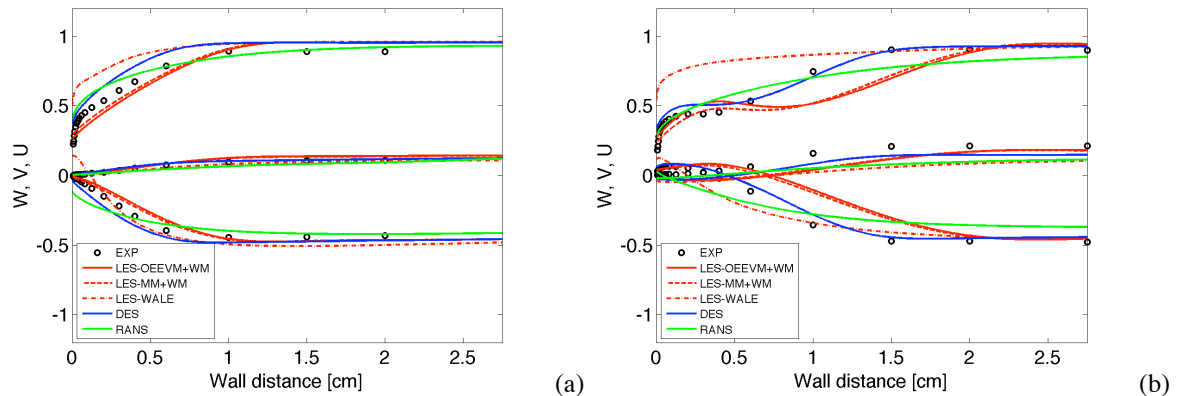 1
0.5
0
-0.5
-1
W, V, U
EXP
LES-OEEVM+WM
LES-MM+WM
LES-WALE
DES
RANS
0 0.5 1 1.5 2 2.5
Wall distance [cm]
(a)
1
0.5
0
-0.5
-1
W, V, U
EXP
LES-OEEVM+WM
LES-MM+WM
LES-WALE
DES
RANS
0 0.5 1 1.5 2 2.5
Wall distance [cm]
(b)